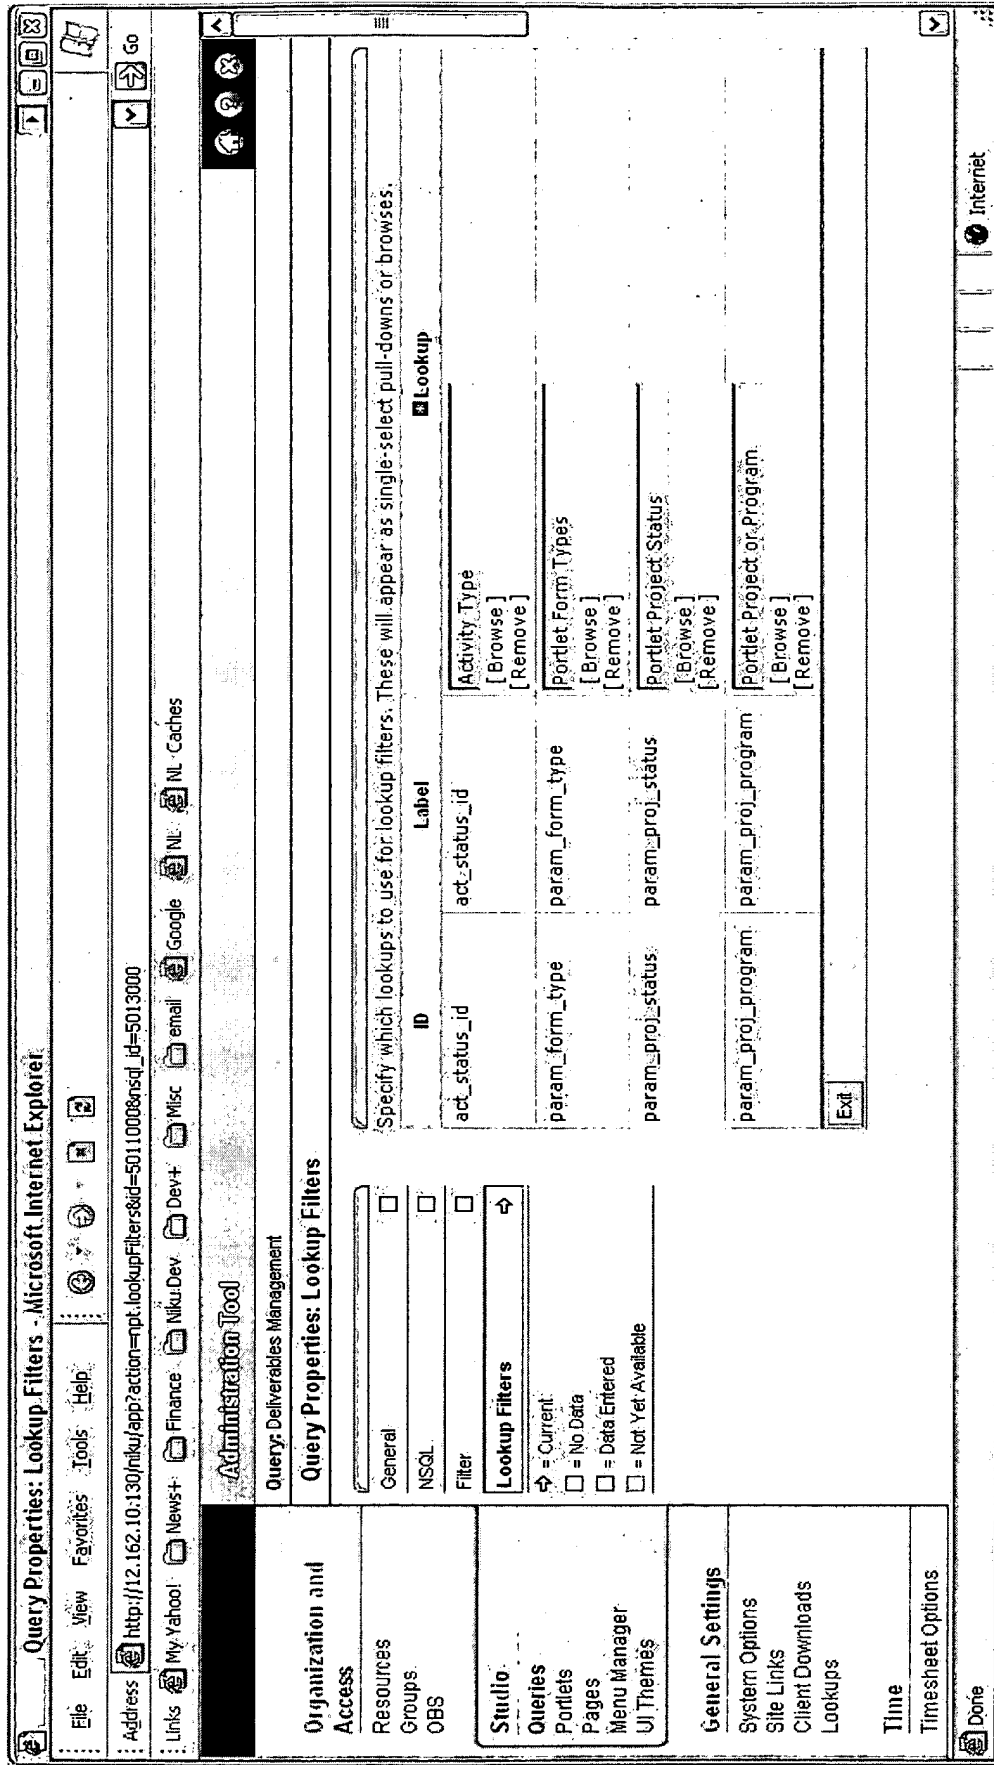 Query Properties: Lookup Filters - Microsoft Internet Explorer
File Edit View Favorites Tools Help
Address http://12.162.10.130/niku/app?action=npt.lookupFilters&id=5011000&nsql_id=5013000 Go
Links My Yahoo! News+ Finance Niku Dev Dev+ Misc email Google NL NL Caches
Administration Tool
Organization and
Access
Resources
Groups
OBS
Studio
Queries
Portlets
Pages
Menu Manager
UI Themes
General Settings
System Options
Site Links
Client Downloads
Lookups
Time
Timesheet Options
Query: Deliverables Management
Query Properties: Lookup Filters
General
NSQL
Filter
Lookup Filters
= Current
= No Data
= Data Entered
= Not Yet Available
Specify which lookups to use for lookup filters. These will appear as single-select pull-downs or browses.
ID Label Lookup
act_status_id act_status_id Activity Type
[ Browse ]
[ Remove ]
param_form_type param_form_type Portlet Form Types
[ Browse ]
[ Remove ]
param_proj_status param_proj_status Portlet Project Status
[ Browse ]
[ Remove ]
param_proj_program param_proj_program Portlet Project or Program
[ Browse ]
[ Remove ]
Exit
Done Internet